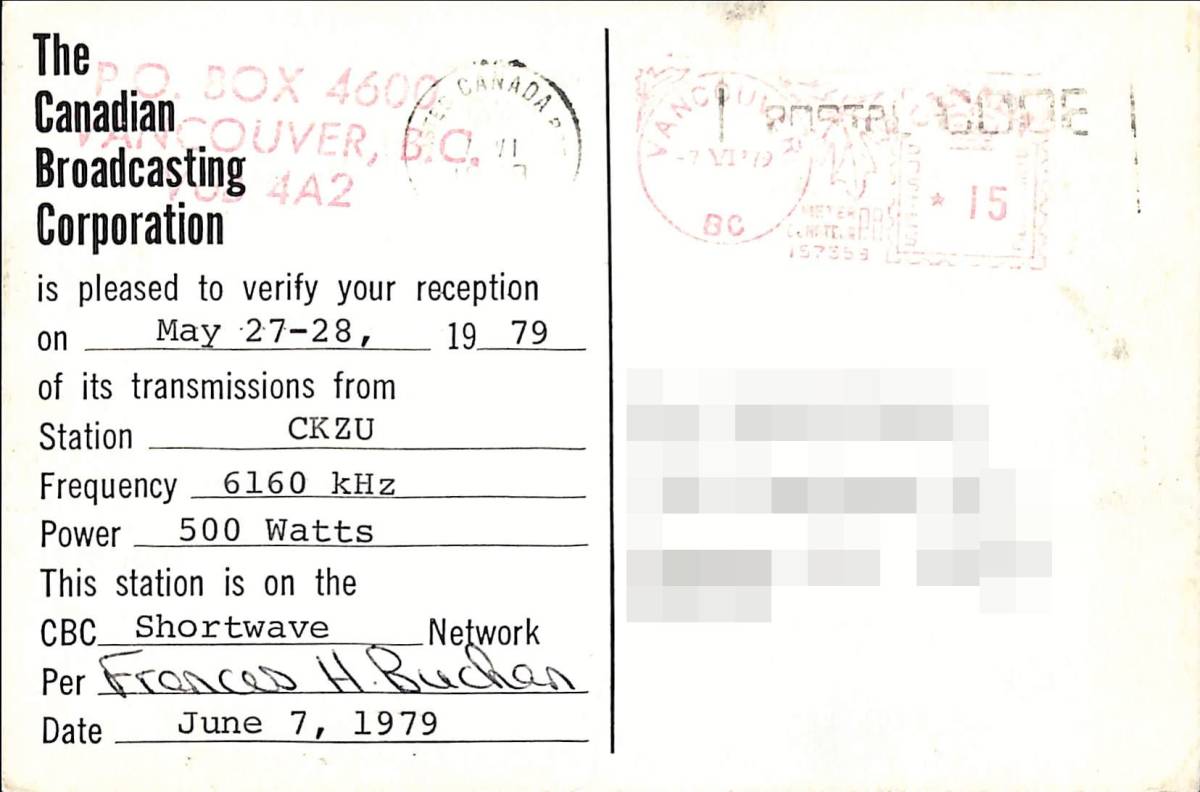 The
Canadian
Broadcasting
Corporation
P.O. BOX 4600
VANCOUVER, B.C.
4A2
CANADA
is pleased to verify your reception
on May 27-28, 1979
of its transmissions from
Station CKZU
Frequency 6160 kHz
Power 500 Watts
This station is on the
CBC Shortwave Network
Per Frances H. Buchan
Date June 7, 1979
VANCOUVER
BC
-7 VI '79
POSTAL CODE
* 15
METER